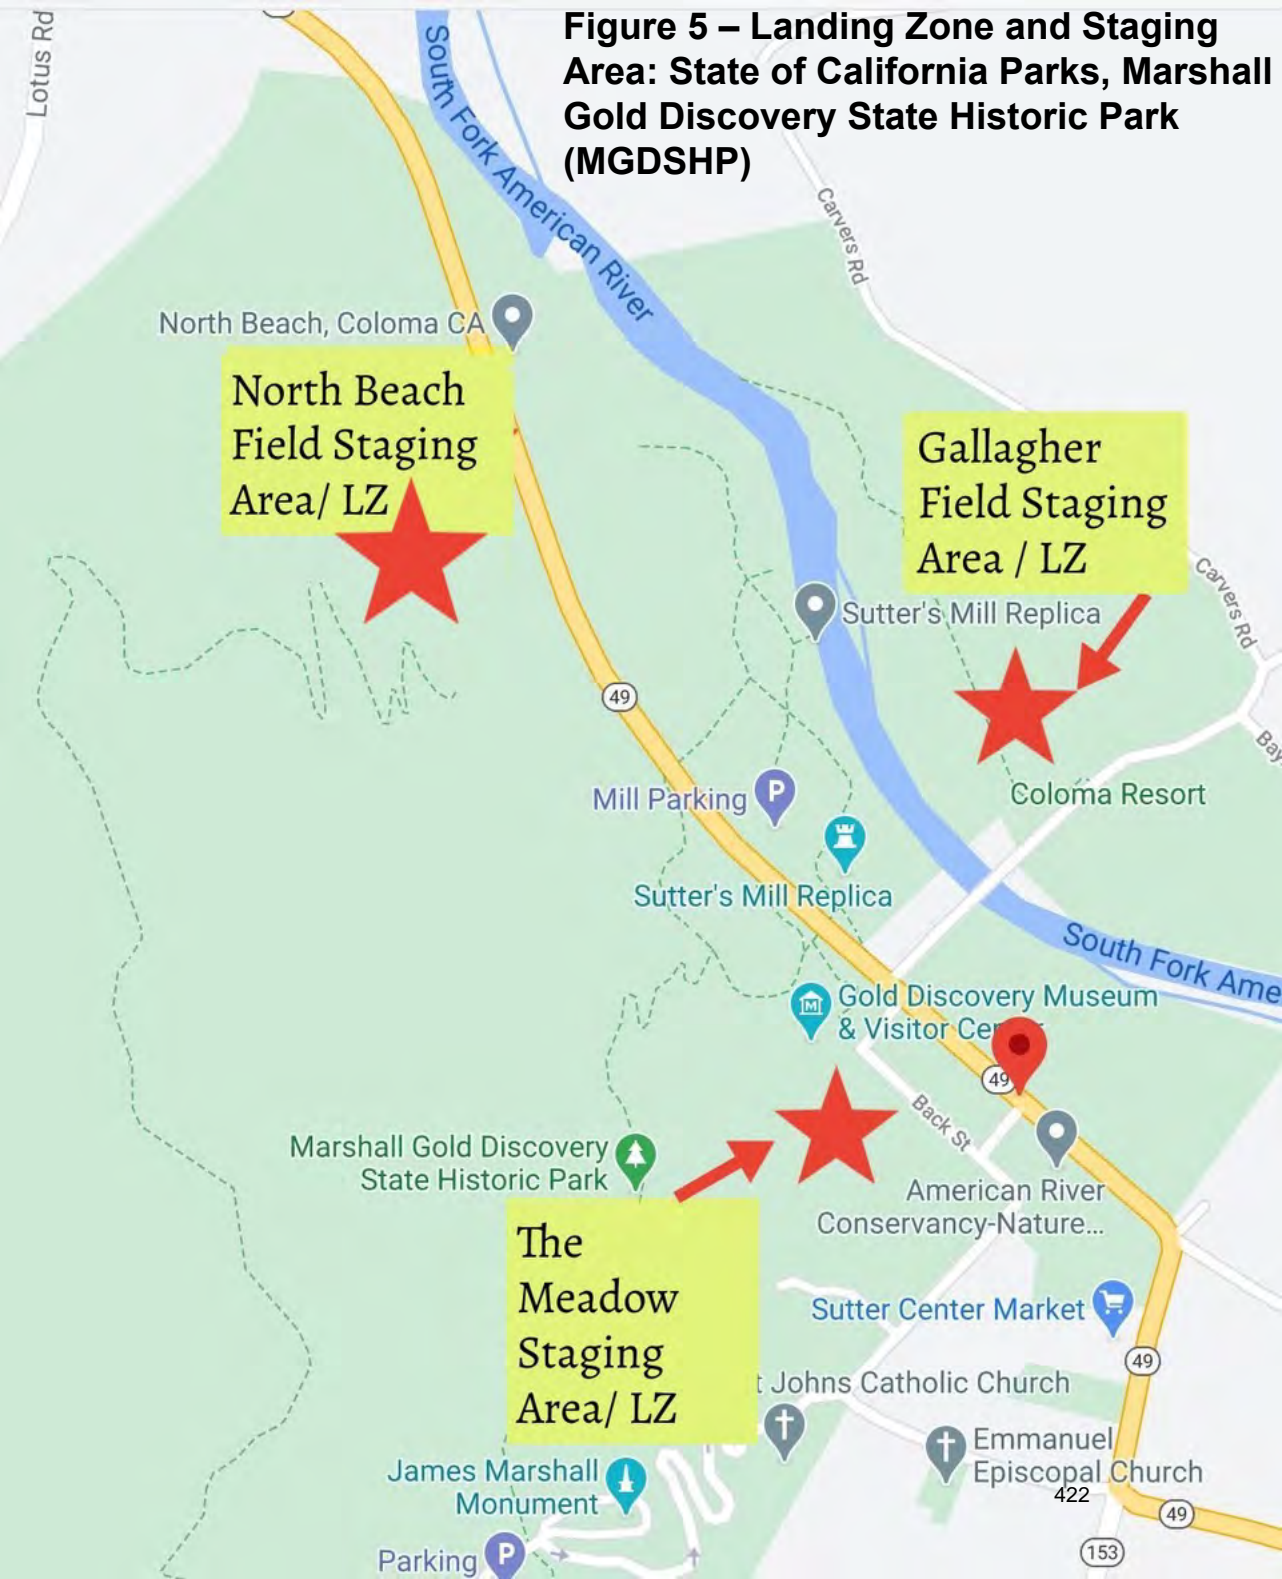 Figure 5 – Landing Zone and Staging
Area: State of California Parks, Marshall
Gold Discovery State Historic Park
(MGDSHP)
Lotus Rd
South Fork American River
Carvers Rd
North Beach, Coloma CA
North Beach
Field Staging
Area/ LZ
Gallagher
Field Staging
Area / LZ
Carvers Rd
Sutter's Mill Replica
49
Bay
Mill Parking
P
Coloma Resort
Sutter's Mill Replica
South Fork Ame
M
Gold Discovery Museum
& Visitor Cen
49
Back St
Marshall Gold Discovery
State Historic Park
American River
Conservancy-Nature...
The
Meadow
Staging
Area/ LZ
Sutter Center Market
49
t Johns Catholic Church
Emmanuel
Episcopal Church
James Marshall
Monument
422
49
153
Parking
P